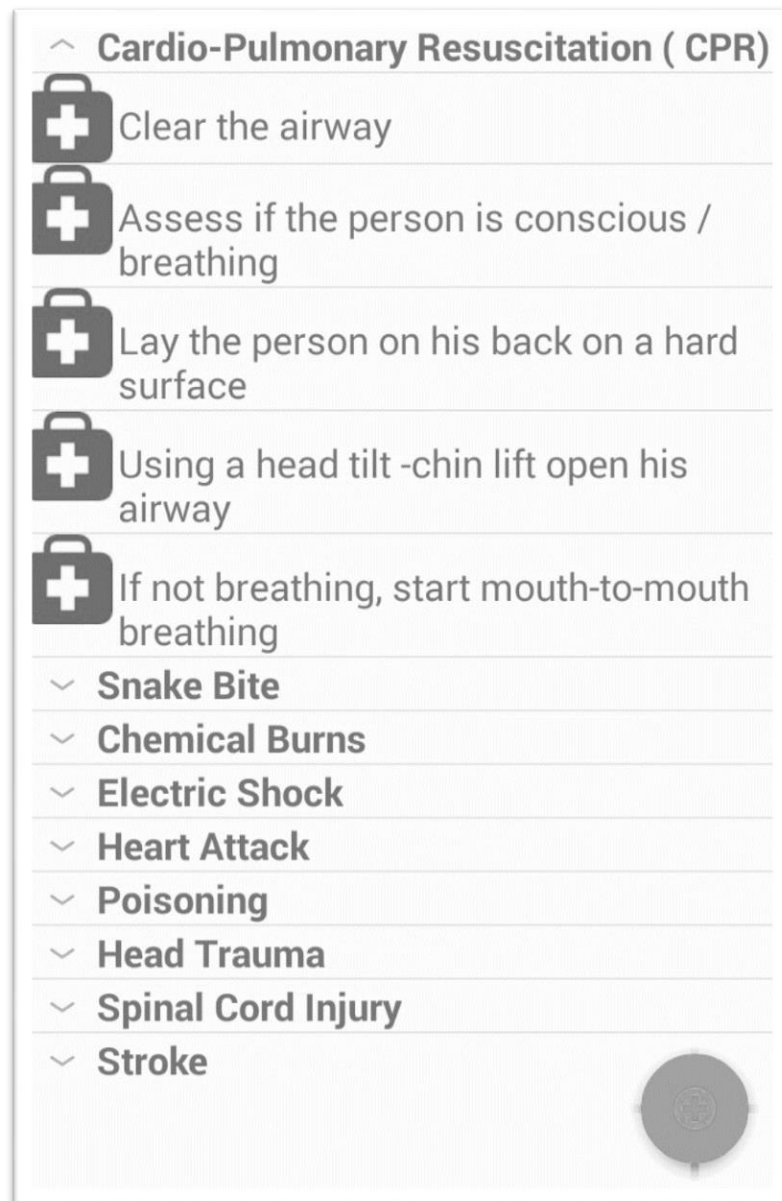 Cardio-Pulmonary Resuscitation ( CPR)
Clear the airway
Assess if the person is conscious /
breathing
Lay the person on his back on a hard
surface
Using a head tilt -chin lift open his
airway
If not breathing, start mouth-to-mouth
breathing
Snake Bite
Chemical Burns
Electric Shock
Heart Attack
Poisoning
Head Trauma
Spinal Cord Injury
Stroke